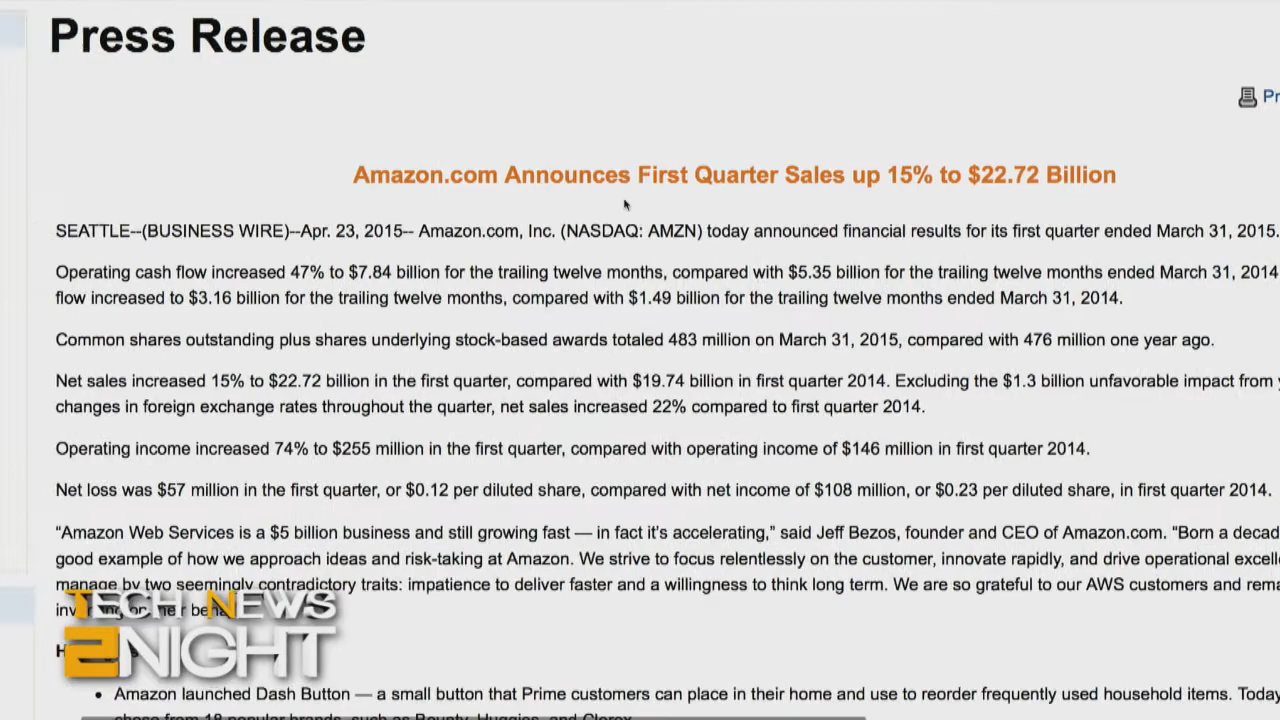 Press Release
Pr
Amazon.com Announces First Quarter Sales up 15% to $22.72 Billion
SEATTLE--(BUSINESS WIRE)--Apr. 23, 2015-- Amazon.com, Inc. (NASDAQ: AMZN) today announced financial results for its first quarter ended March 31, 2015.
Operating cash flow increased 47% to $7.84 billion for the trailing twelve months, compared with $5.35 billion for the trailing twelve months ended March 31, 2014
flow increased to $3.16 billion for the trailing twelve months, compared with $1.49 billion for the trailing twelve months ended March 31, 2014.
Common shares outstanding plus shares underlying stock-based awards totaled 483 million on March 31, 2015, compared with 476 million one year ago.
Net sales increased 15% to $22.72 billion in the first quarter, compared with $19.74 billion in first quarter 2014. Excluding the $1.3 billion unfavorable impact from
changes in foreign exchange rates throughout the quarter, net sales increased 22% compared to first quarter 2014.
Operating income increased 74% to $255 million in the first quarter, compared with operating income of $146 million in first quarter 2014.
Net loss was $57 million in the first quarter, or $0.12 per diluted share, compared with net income of $108 million, or $0.23 per diluted share, in first quarter 2014.
“Amazon Web Services is a $5 billion business and still growing fast — in fact it's accelerating,” said Jeff Bezos, founder and CEO of Amazon.com. “Born a decad
good example of how we approach ideas and risk-taking at Amazon. We strive to focus relentlessly on the customer, innovate rapidly, and drive operational excell
manage by two seemingly contradictory traits: impatience to deliver faster and a willingness to think long term. We are so grateful to our AWS customers and rema
TECH NEWS
2NIGHT
• Amazon launched Dash Button — a small button that Prime customers can place in their home and use to reorder frequently used household items. Today
chose from 18 popular brands, such as Bounty, Huggies, and Clorox.